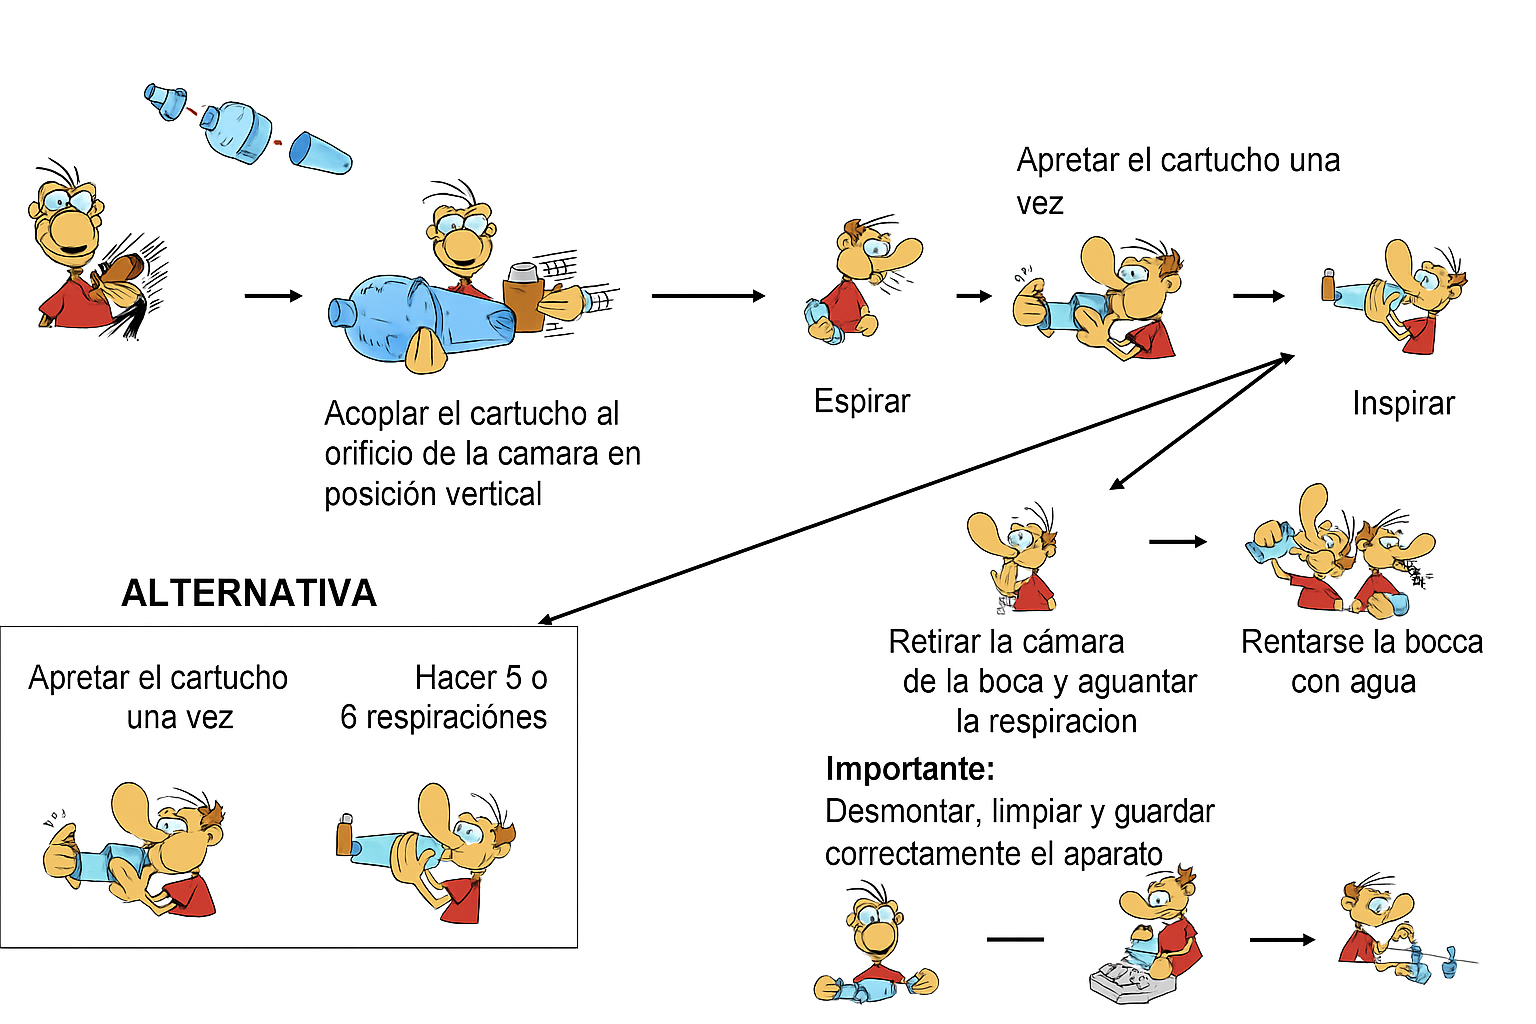 Apretar el cartucho una
vez
Espirar
Inspirar
Acoplar el cartucho al
orificio de la camara en
posición vertical
ALTERNATIVA
Apretar el cartucho
una vez
Hacer 5 o
6 respiraciónes
Retirar la cámara
de la boca y aguantar
la respiracion
Rentarse la bocca
con agua
Importante:
Desmontar, limpiar y guardar
correctamente el aparato